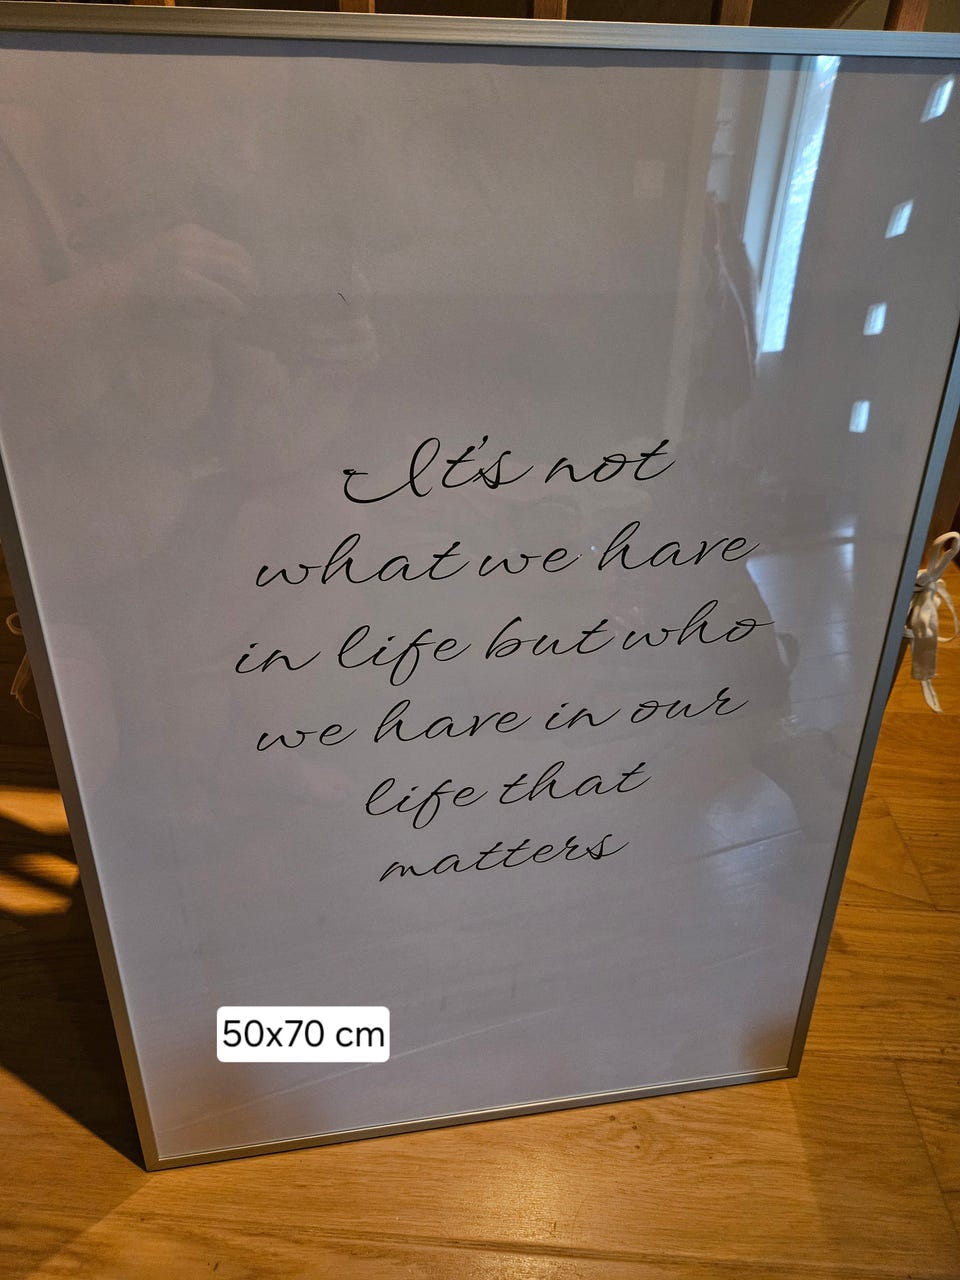 It's not
what we have
in life but who
we have in our
life that
matters
50x70 cm